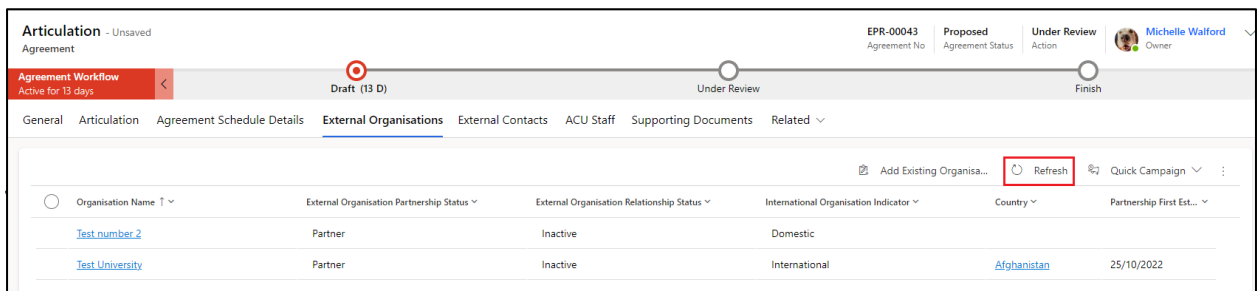 Articulation - Unsaved
Agreement
EPR-00043 Proposed Under Review Michelle Walford
Agreement No Agreement Status Action Owner
Agreement Workflow
Active for 13 days
Draft (13 D) Under Review Finish
General Articulation Agreement Schedule Details External Organisations External Contacts ACU Staff Supporting Documents Related
Add Existing Organisa... Refresh Quick Campaign
Organisation Name External Organisation Partnership Status External Organisation Relationship Status International Organisation Indicator Country Partnership First Est...
Test number 2 Partner Inactive Domestic
Test University Partner Inactive International Afghanistan 25/10/2022